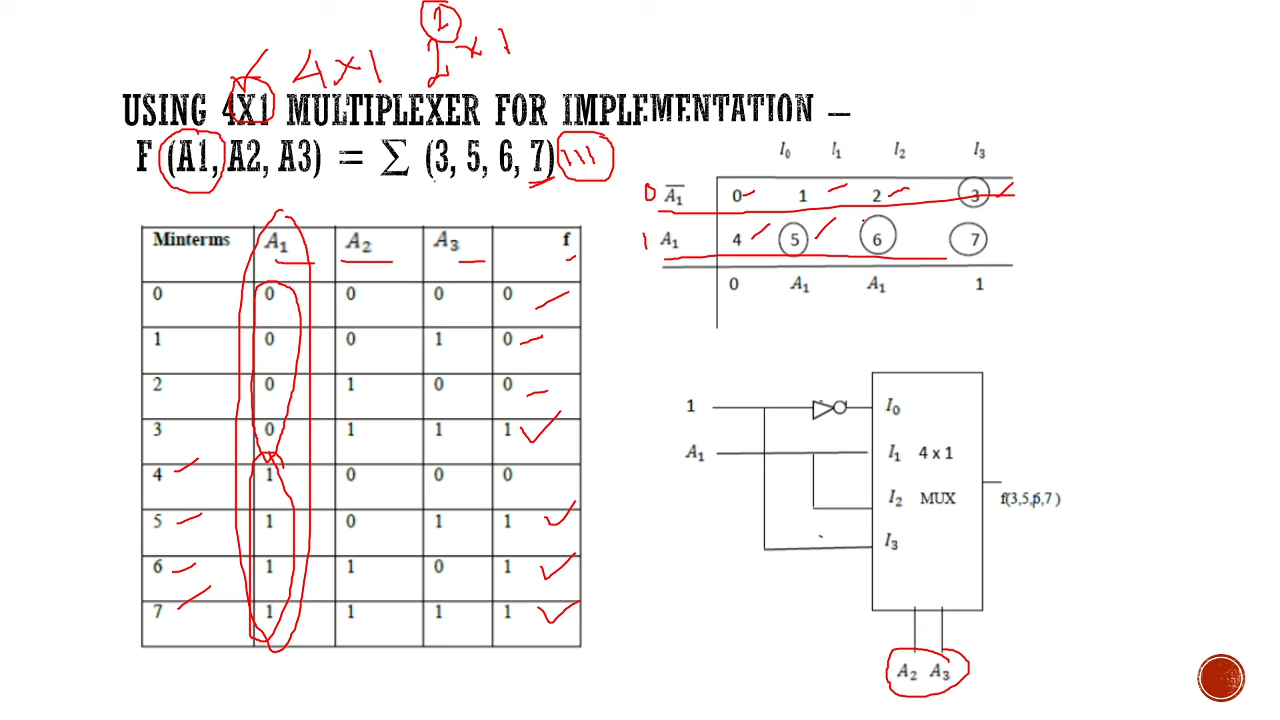 4×1 2² × 1
USING 4X1 MULTIPLEXER FOR IMPLEMENTATION –
F (A1, A2, A3) = ∑ (3, 5, 6, 7) 111
Minterms A₁ A₂ A₃ f
0 0 0 0 0
1 0 0 1 0
2 0 1 0 0
3 0 1 1 1
4 1 0 0 0
5 1 0 1 1
6 1 1 0 1
7 1 1 1 1
I₀ I₁ I₂ I₃
0 A̅₁ 0 1 2 3
1 A₁ 4 5 6 7
0 A₁ A₁ 1
1 I₀
A₁ I₁ 4 x 1
I₂ MUX f(3,5,6,7 )
I₃
A₂ A₃